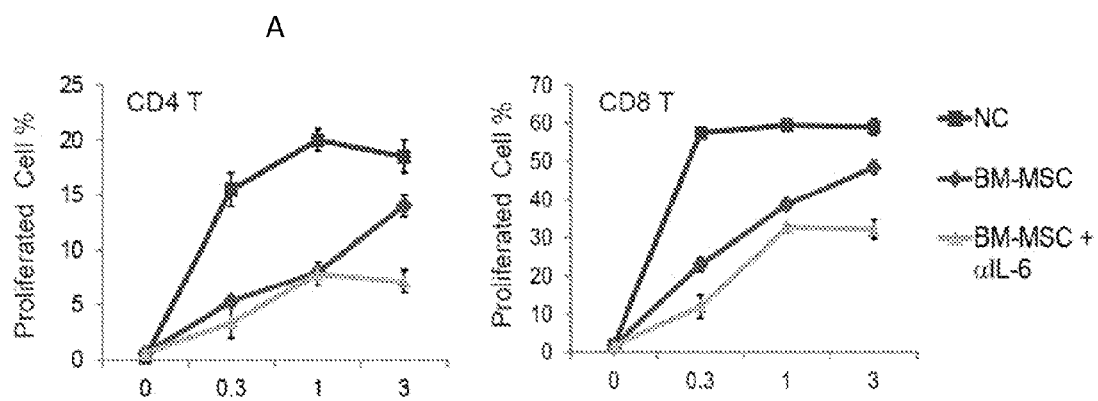 A
Proliferated Cell %
CD4 T
25
20
15
10
5
0
0 0.3 1 3
Proliferated Cell %
CD8 T
70
60
50
40
30
20
10
0
0 0.3 1 3
NC
BM-MSC
BM-MSC +
αIL-6